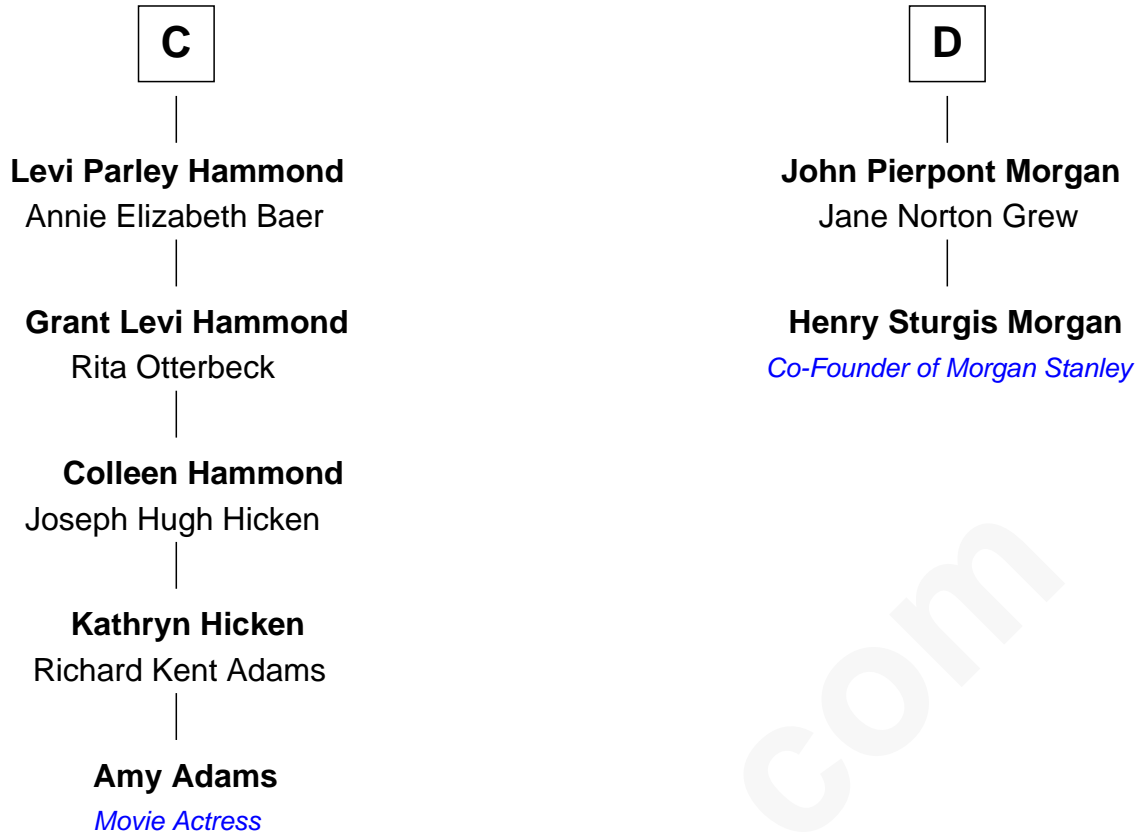 C
Levi Parley Hammond
Annie Elizabeth Baer
Grant Levi Hammond
Rita Otterbeck
Colleen Hammond
Joseph Hugh Hicken
Kathryn Hicken
Richard Kent Adams
Amy Adams
Movie Actress
D
John Pierpont Morgan
Jane Norton Grew
Henry Sturgis Morgan
Co-Founder of Morgan Stanley
com